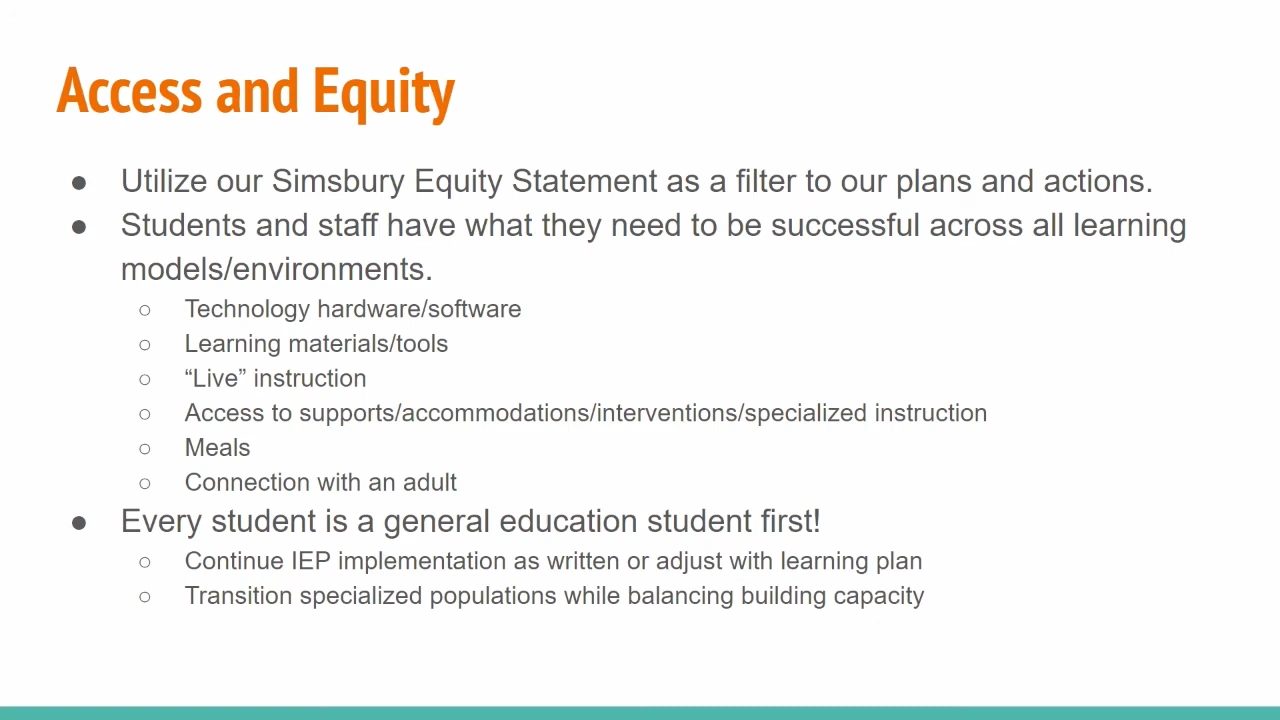 Access and Equity
● Utilize our Simsbury Equity Statement as a filter to our plans and actions.
● Students and staff have what they need to be successful across all learning
models/environments.
○ Technology hardware/software
○ Learning materials/tools
○ “Live” instruction
○ Access to supports/accommodations/interventions/specialized instruction
○ Meals
○ Connection with an adult
● Every student is a general education student first!
○ Continue IEP implementation as written or adjust with learning plan
○ Transition specialized populations while balancing building capacity